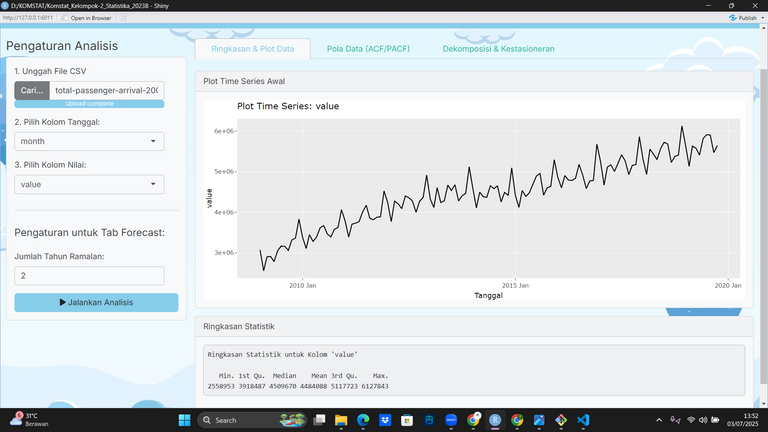 D:/KOMSTAT/Komstat_Kelompok-2_Statistika_2023B - Shiny
http://127.0.0.1:6011
Open in Browser
Publish
Pengaturan Analisis
1. Unggah File CSV
Cari...
total-passenger-arrival-200
Upload complete
2. Pilih Kolom Tanggal:
month
3. Pilih Kolom Nilai:
value
Pengaturan untuk Tab Forecast:
Jumlah Tahun Ramalan:
2
Jalankan Analisis
Ringkasan & Plot Data
Pola Data (ACF/PACF)
Dekomposisi & Kestasioneran
Plot Time Series Awal
Plot Time Series: value
6e+06
5e+06
4e+06
3e+06
value
2010 Jan
2015 Jan
2020 Jan
Tanggal
Ringkasan Statistik
Ringkasan Statistik untuk Kolom 'value'
Min. 1st Qu. Median Mean 3rd Qu. Max.
2558953 3918487 4509670 4484088 5117723 6127843
6
31°C
Berawan
Search
13:52
03/07/2025